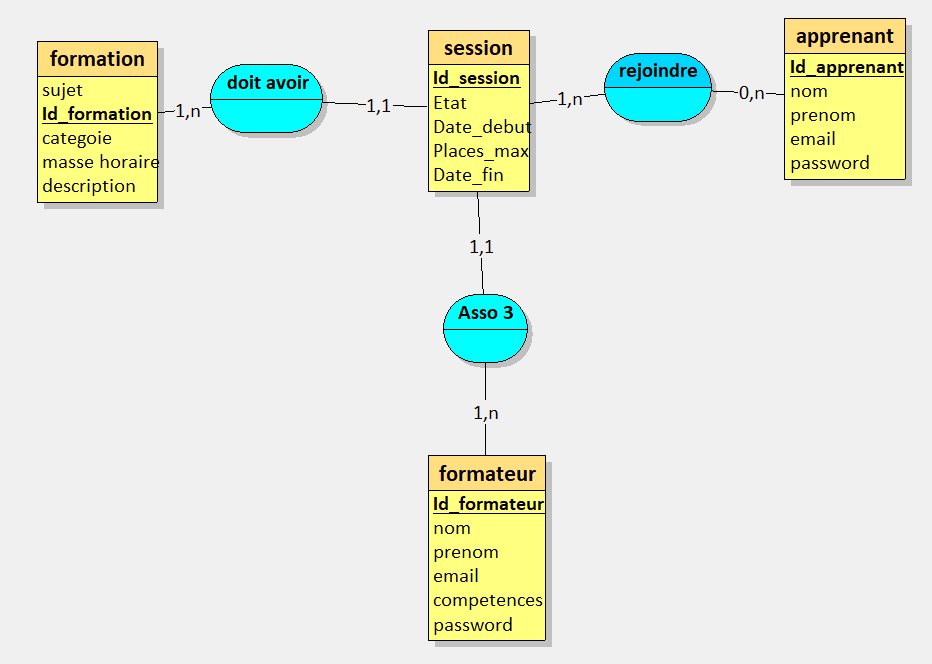 formation
sujet
Id_formation
categoie
masse horaire
description
1,n
doit avoir
1,1
session
Id_session
Etat
Date_debut
Places_max
Date_fin
1,n
rejoindre
0,n
apprenant
Id_apprenant
nom
prenom
email
password
1,1
Asso 3
1,n
formateur
Id_formateur
nom
prenom
email
competences
password